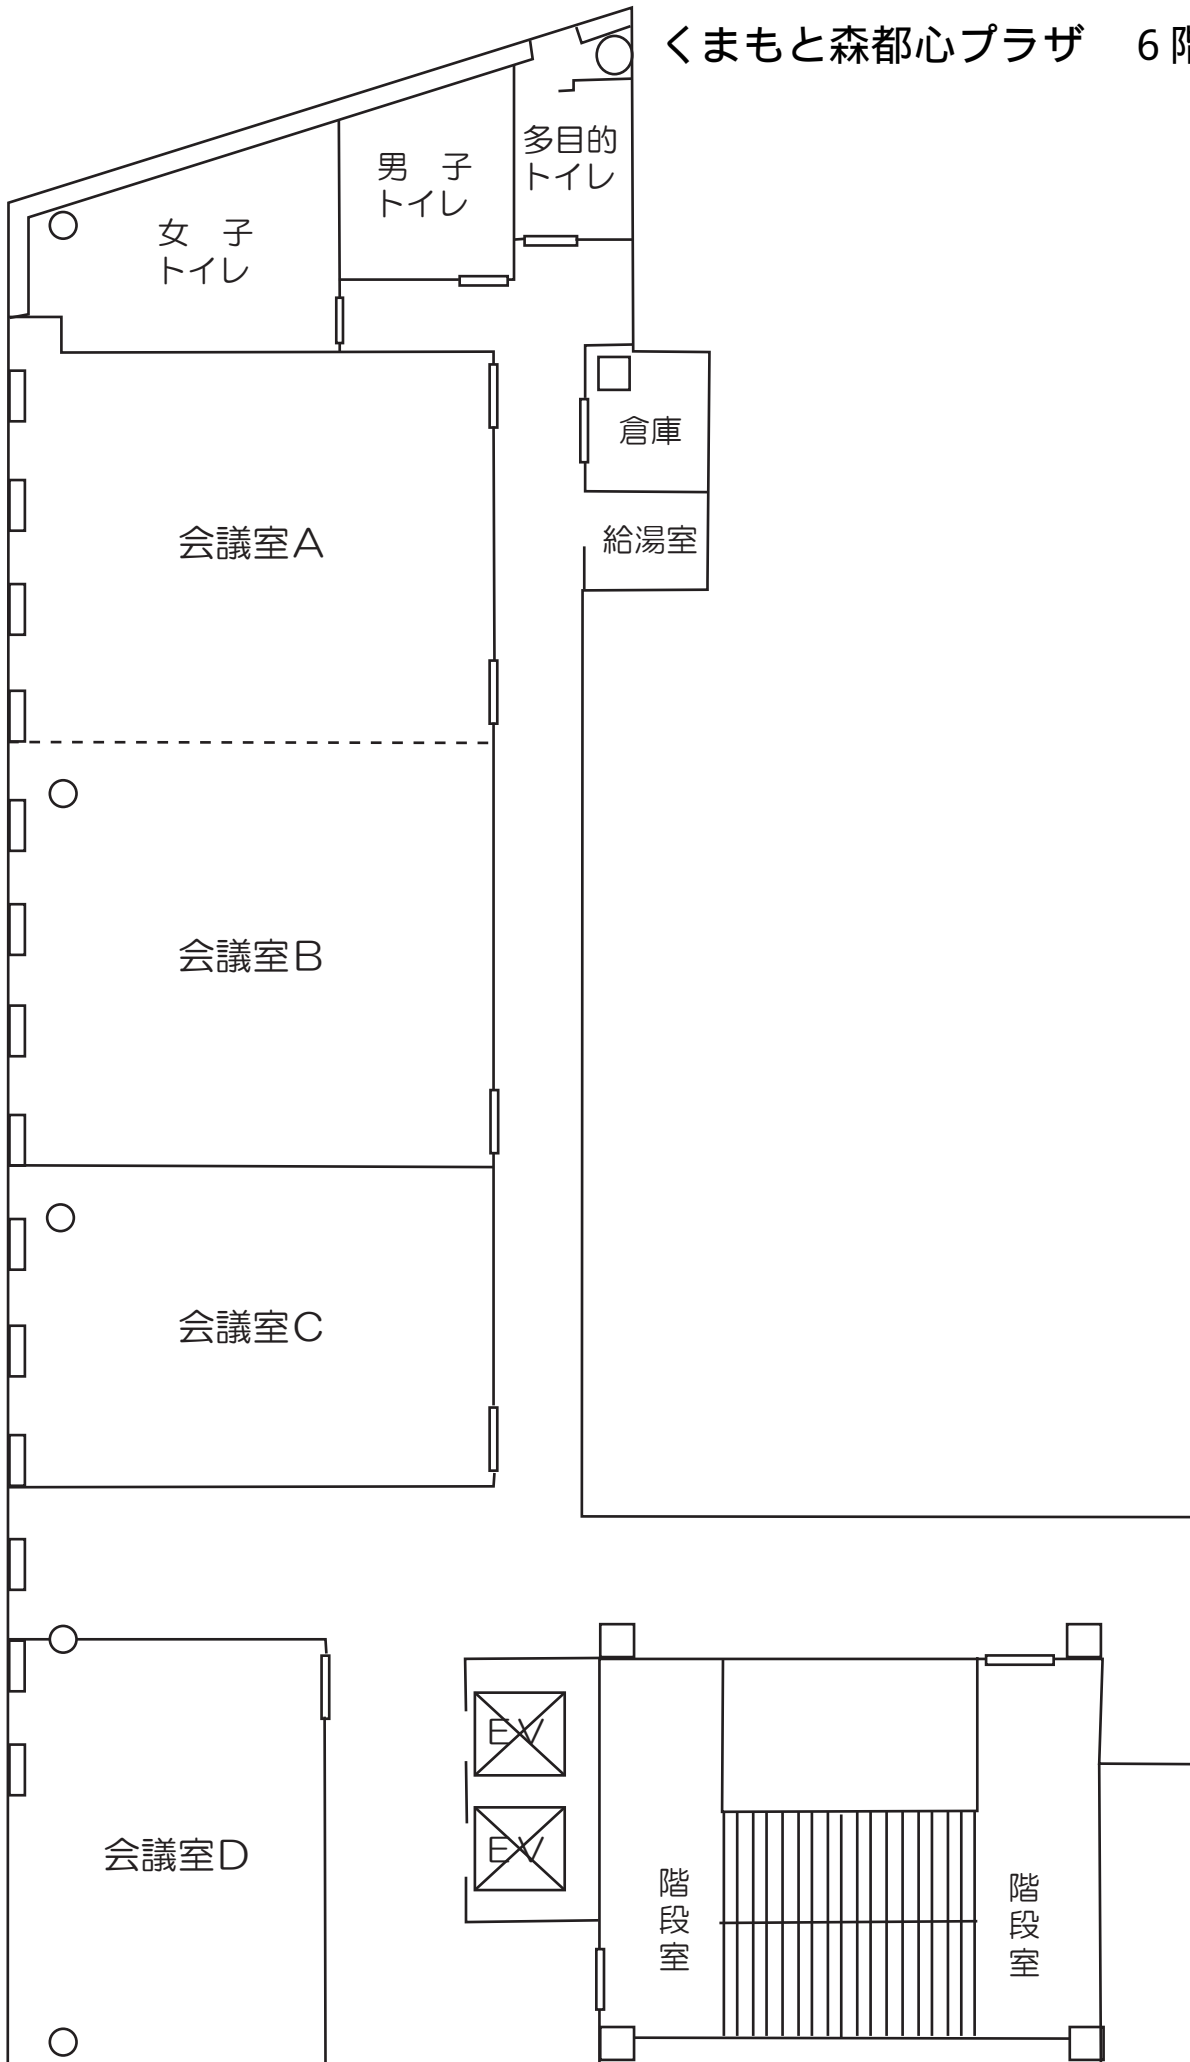 くまもと森都心プラザ　６階
多目的
トイレ
男　子
トイレ
女　子
トイレ
倉庫
給湯室
会議室A
会議室B
会議室C
会議室D
EV
EV
階段室
階段室